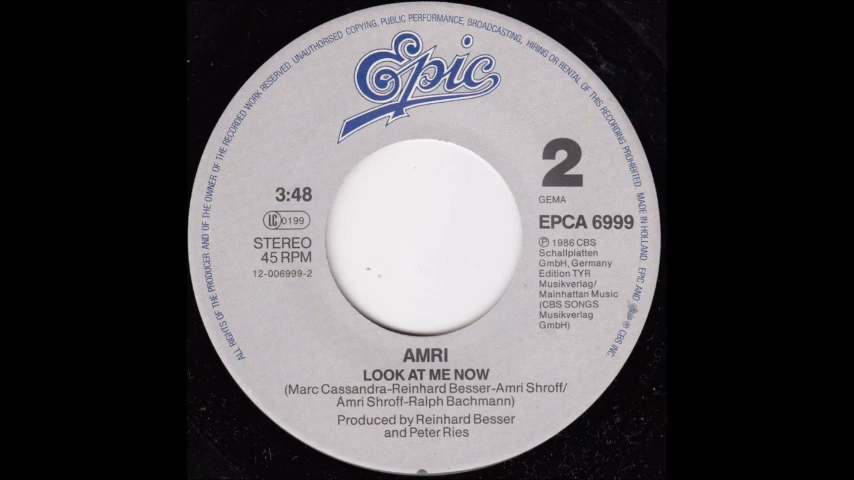 ALL RIGHTS OF THE PRODUCER AND OF THE OWNER OF THE RECORDED WORK RESERVED. UNAUTHORISED COPYING, PUBLIC PERFORMANCE, BROADCASTING, HIRING OR RENTAL OF THIS RECORDING PROHIBITED. MADE IN HOLLAND. EPIC AND ® CBS INC.
Epic
2
GEMA
3:48
LC 0199
EPCA 6999
STEREO
45 RPM
12-006999-2
℗ 1986 CBS
Schallplatten
GmbH, Germany
Edition TYR
Musikverlag/
Mainhattan Music
(CBS SONGS
Musikverlag
GmbH)
AMRI
LOOK AT ME NOW
(Marc Cassandra-Reinhard Besser-Amri Shroff/
Amri Shroff-Ralph Bachmann)
Produced by Reinhard Besser
and Peter Ries